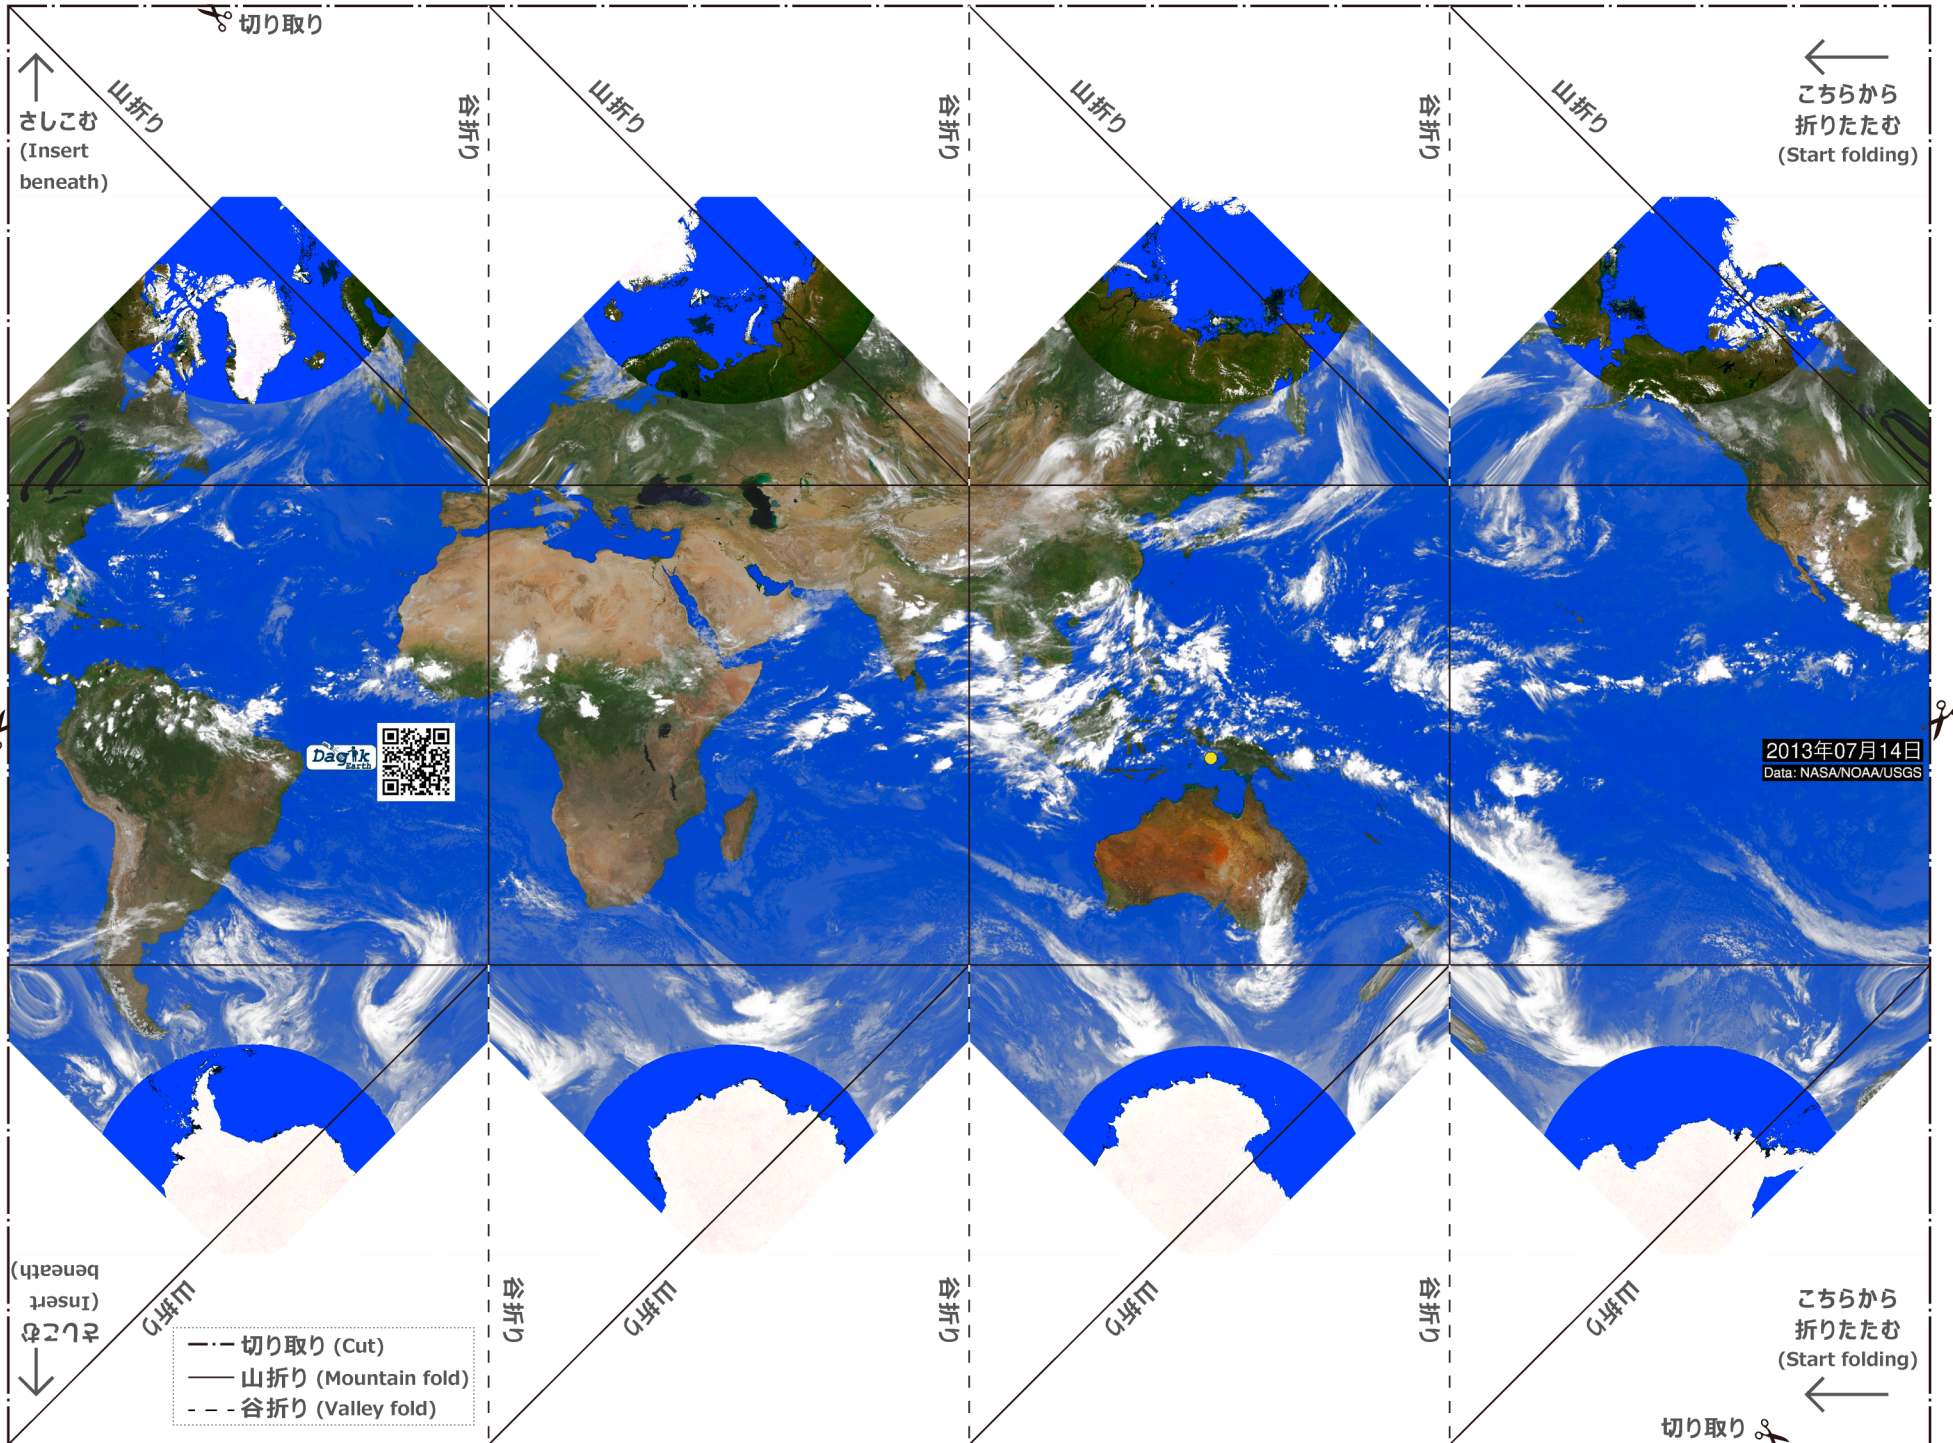 切り取り
山折り
谷折り
山折り
谷折り
山折り
谷折り
山折り
さしこむ
(Insert
beneath)
こちらから
折りたたむ
(Start folding)
Dagik
Earth
2013年07月14日
Data: NASA/NOAA/USGS
さしこむ
(Insert
beneath)
山折り
谷折り
山折り
谷折り
山折り
谷折り
山折り
こちらから
折りたたむ
(Start folding)
切り取り (Cut)
山折り (Mountain fold)
谷折り (Valley fold)
切り取り